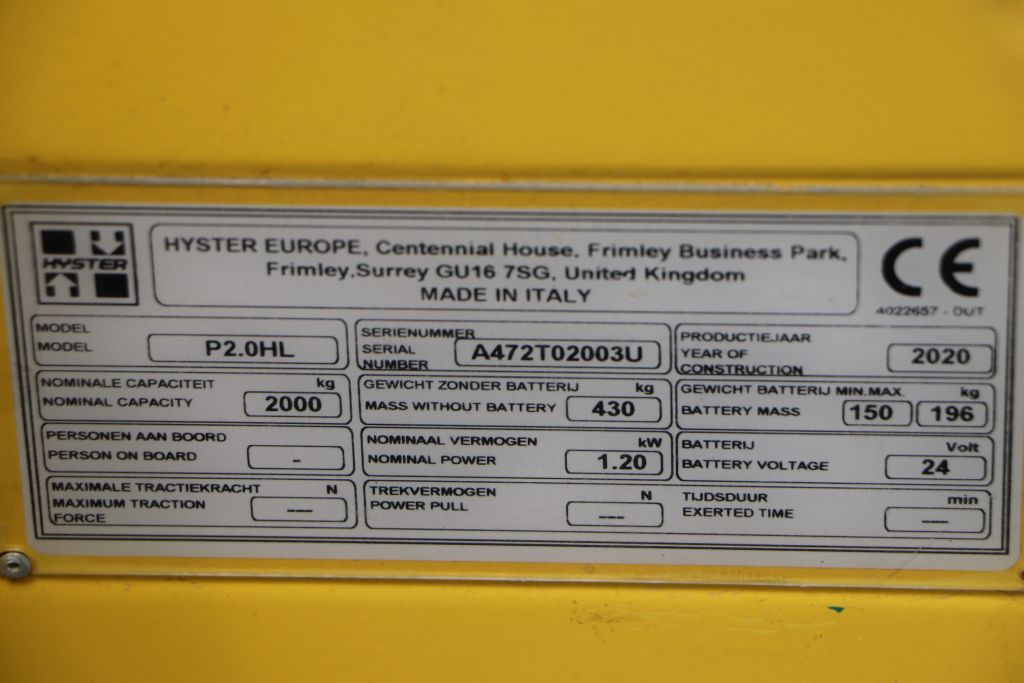 HYSTER
HYSTER EUROPE, Centennial House, Frimley Business Park,
Frimley,Surrey GU16 7SG, United Kingdom
MADE IN ITALY
CE
4022657 - DUT
MODEL
MODEL P2.0HL
SERIENUMMER
SERIAL NUMBER A472T02003U
PRODUCTIEJAAR
YEAR OF CONSTRUCTION 2020
NOMINALE CAPACITEIT kg
NOMINAL CAPACITY 2000
GEWICHT ZONDER BATTERIJ kg
MASS WITHOUT BATTERY 430
GEWICHT BATTERIJ MIN.MAX. kg
BATTERY MASS 150 196
PERSONEN AAN BOORD
PERSON ON BOARD -
NOMINAAL VERMOGEN kW
NOMINAL POWER 1.20
BATTERIJ Volt
BATTERY VOLTAGE 24
MAXIMALE TRACTIEKRACHT N
MAXIMUM TRACTION FORCE ---
TREKVERMOGEN N
POWER PULL ---
TIJDSDUUR min
EXERTED TIME ---